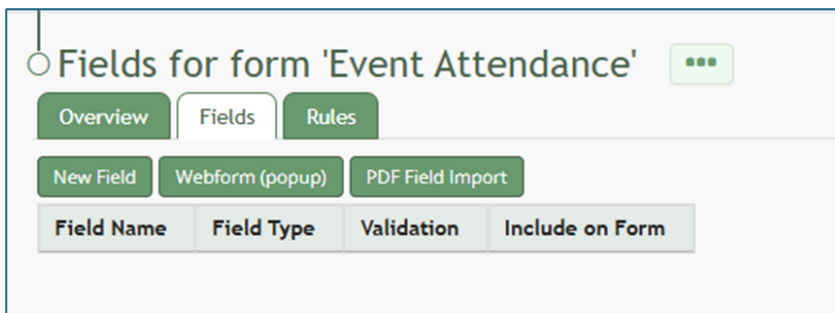 Fields for form 'Event Attendance'
Overview Fields Rules
New Field Webform (popup) PDF Field Import
Field Name Field Type Validation Include on Form